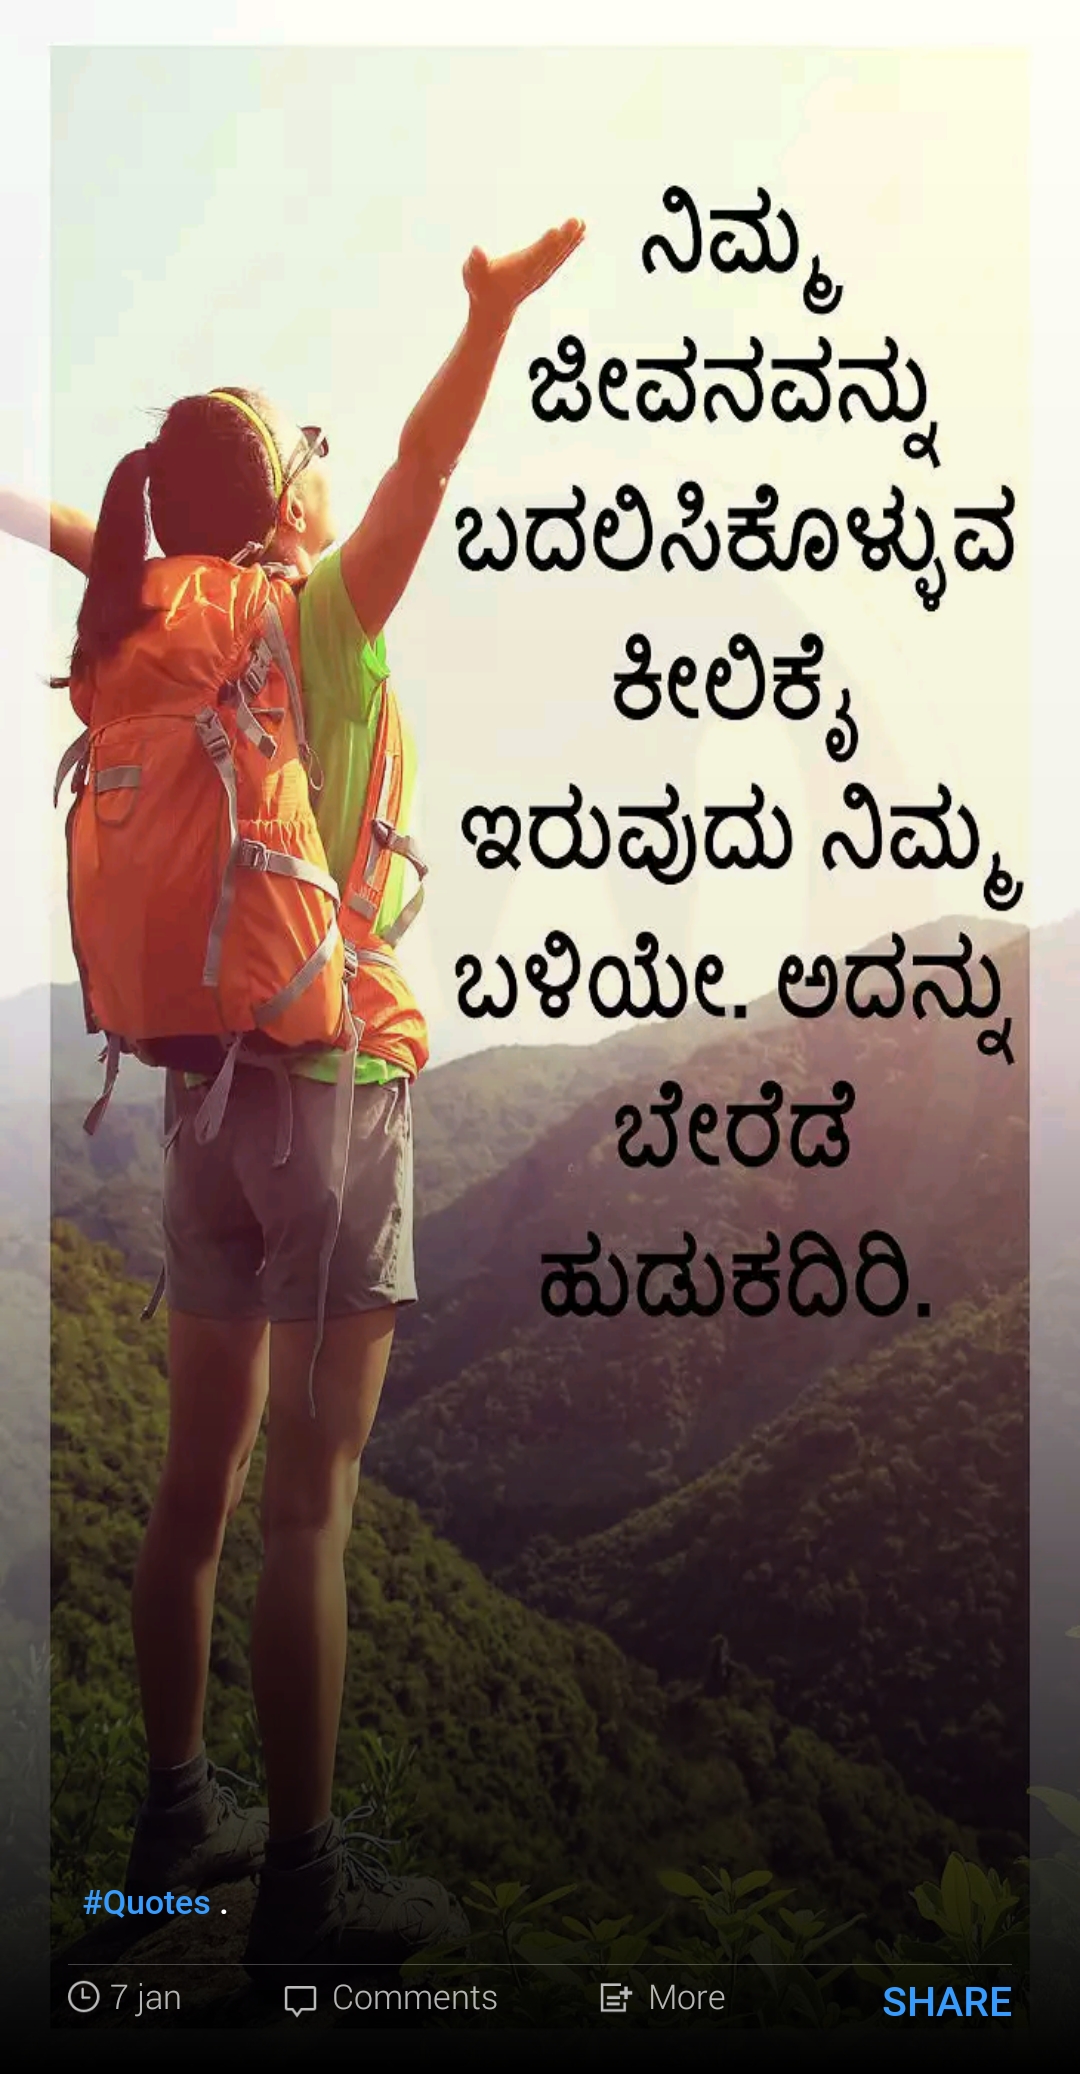 ನಿಮ್ಮ
ಜೀವನವನ್ನು
ಬದಲಿಸಿಕೊಳ್ಳುವ
ಕೀಲಿಕೈ
ಇರುವುದು ನಿಮ್ಮ
ಬಳಿಯೇ. ಅದನ್ನು
ಬೇರೆಡೆ
ಹುಡುಕದಿರಿ.
#Quotes .
7 jan Comments More SHARE